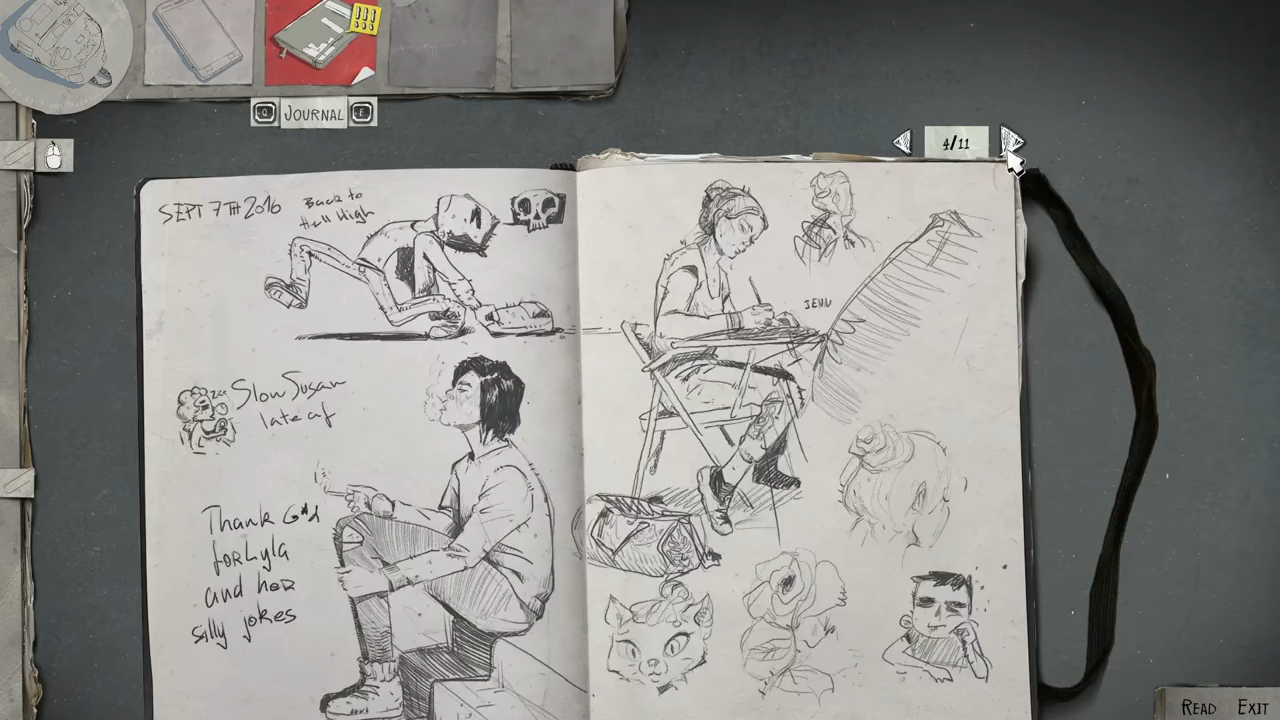 JOURNAL
4/11
SEPT 7TH 2016
Back to
Hell High
JENN
Slow Susan
late af
Thank G*d
for Lyla
and her
silly jokes
READ EXIT